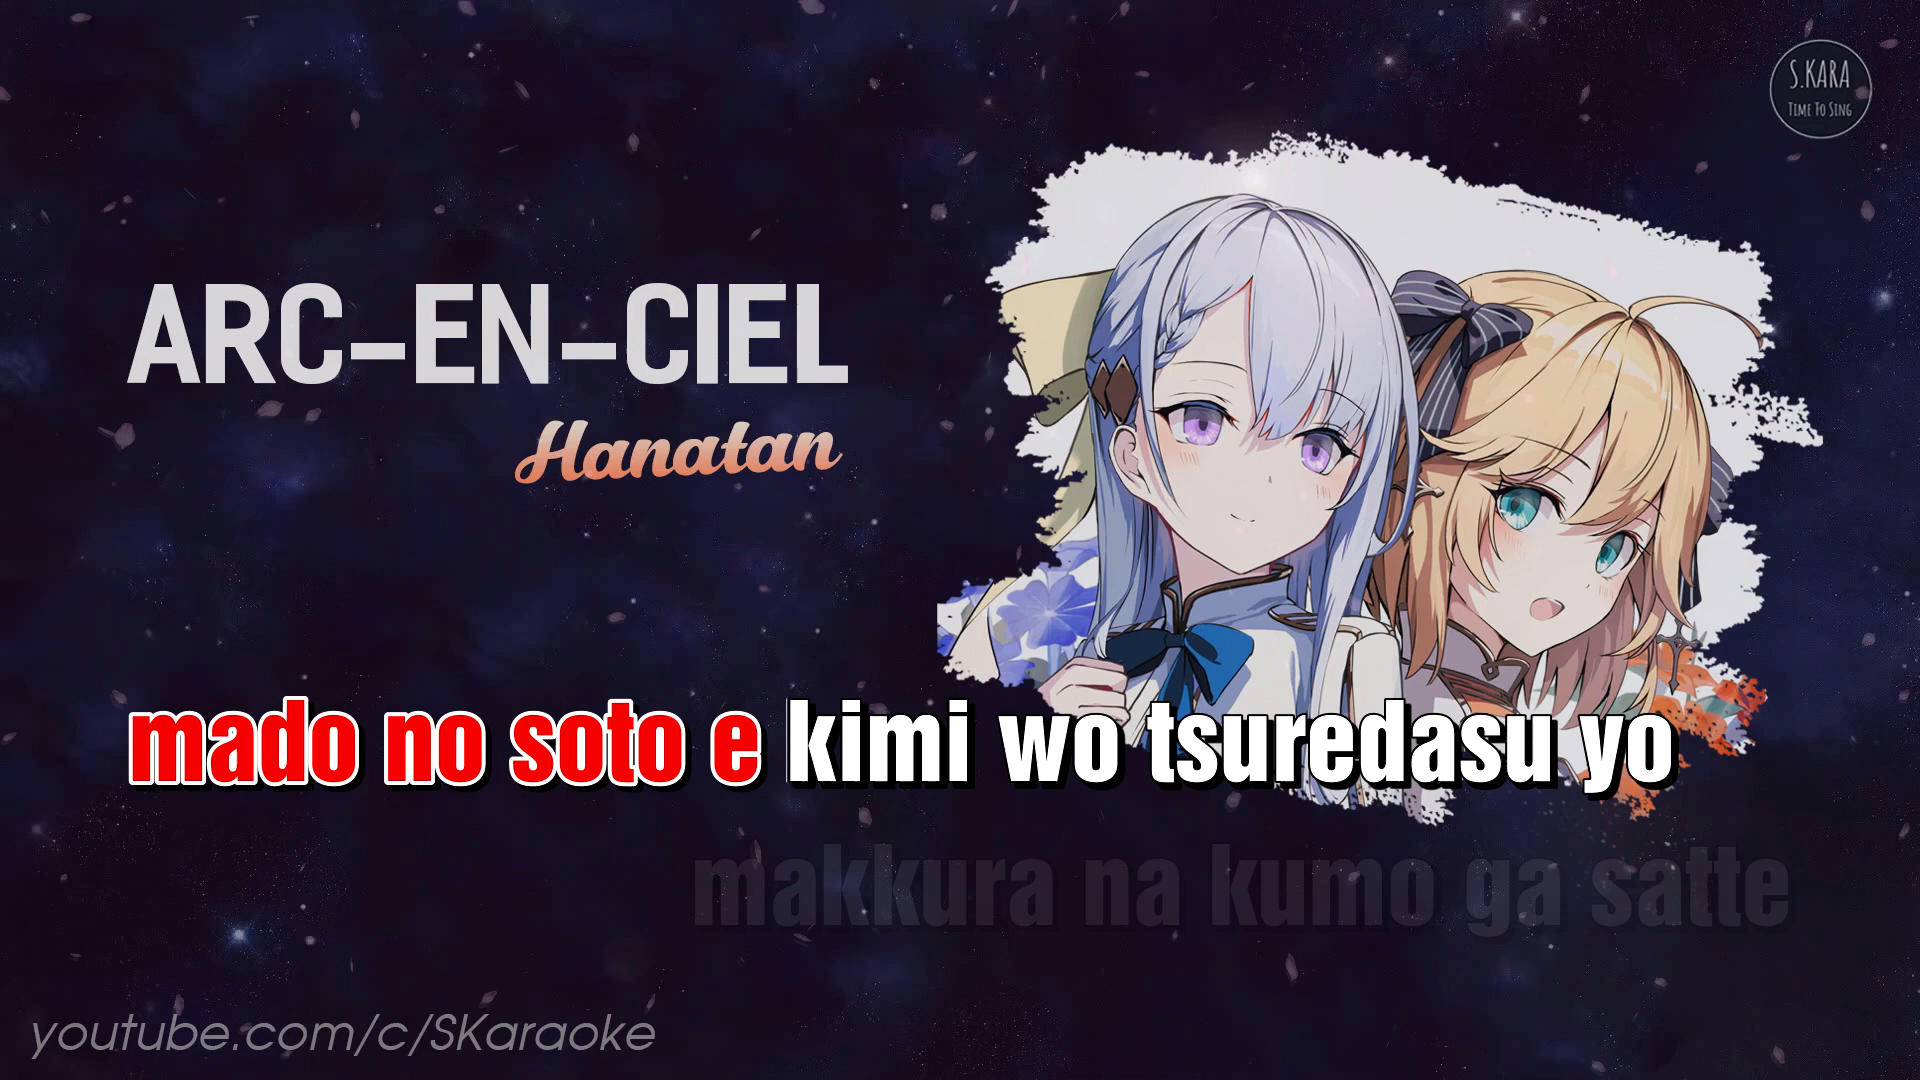 S.KARA
TIME TO SING
ARC-EN-CIEL
Hanatan
mado no soto e kimi wo tsuredasu yo
makkura na kumo ga satte
youtube.com/c/SKaraoke